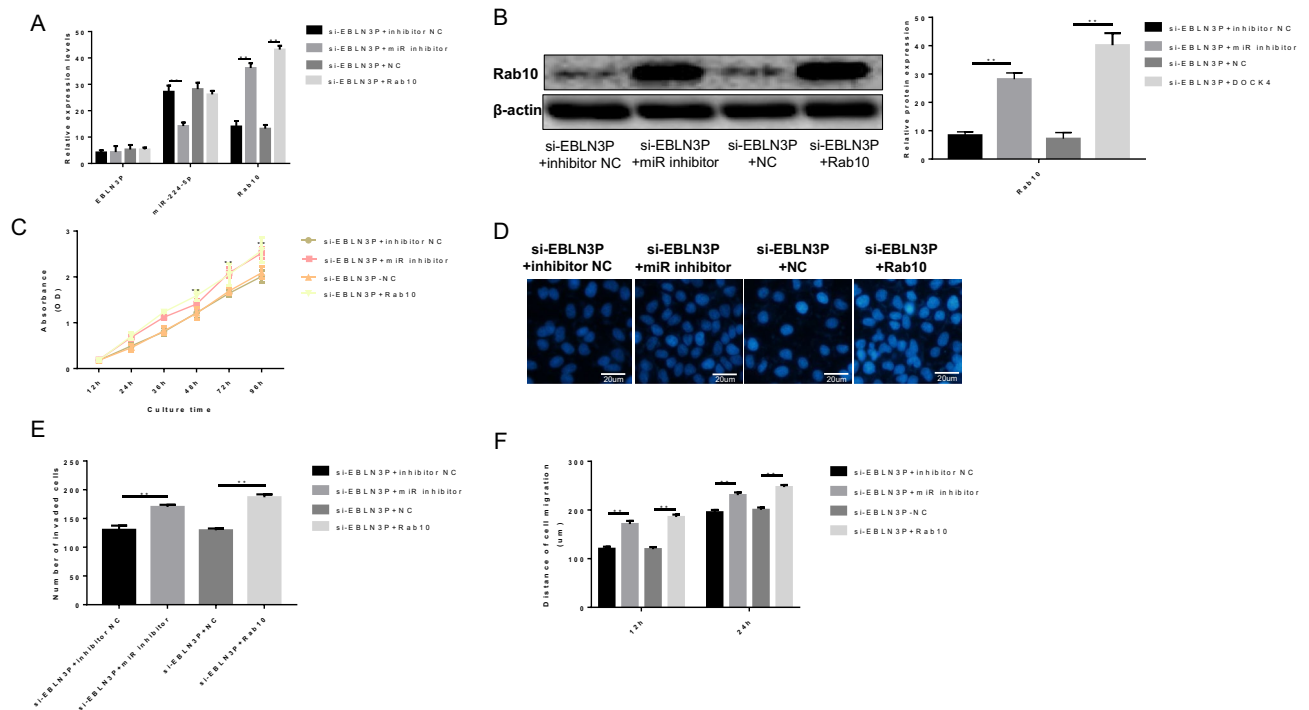 A
Relative expression levels
50
40
30
20
10
0
EBLN3P
miR-224-5p
Rab10
**
**
**
si-EBLN3P+inhibitor NC
si-EBLN3P+miR inhibitor
si-EBLN3P+NC
si-EBLN3P+Rab10
B
Rab10
β-actin
si-EBLN3P
+inhibitor NC
si-EBLN3P
+miR inhibitor
si-EBLN3P
+NC
si-EBLN3P
+Rab10
Relative protein expression
50
40
30
20
10
0
Rab10
**
**
si-EBLN3P+inhibitor NC
si-EBLN3P+miR inhibitor
si-EBLN3P+NC
si-EBLN3P+DOCK4
C
Absorbance
(OD)
3
2
1
0
12h
24h
36h
48h
72h
96h
Culture time
**
**
**
si-EBLN3P+inhibitor NC
si-EBLN3P+miR inhibitor
si-EBLN3P-NC
si-EBLN3P+Rab10
D
si-EBLN3P
+inhibitor NC
si-EBLN3P
+miR inhibitor
si-EBLN3P
+NC
si-EBLN3P
+Rab10
20um
20um
20um
20um
E
Number of invaded cells
250
200
150
100
50
0
**
**
si-EBLN3P+inhibitor NC
si-EBLN3P+miR inhibitor
si-EBLN3P+NC
si-EBLN3P+Rab10
si-EBLN3P+inhibitor NC
si-EBLN3P+miR inhibitor
si-EBLN3P+NC
si-EBLN3P+Rab10
F
Distance of cell migration
(um)
300
200
100
0
12h
24h
**
**
**
**
si-EBLN3P+inhibitor NC
si-EBLN3P+miR inhibitor
si-EBLN3P-NC
si-EBLN3P+Rab10